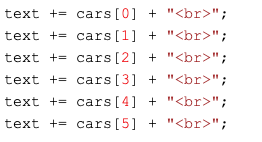 text += cars[0] + "<br>";
text += cars[1] + "<br>";
text += cars[2] + "<br>";
text += cars[3] + "<br>";
text += cars[4] + "<br>";
text += cars[5] + "<br>";